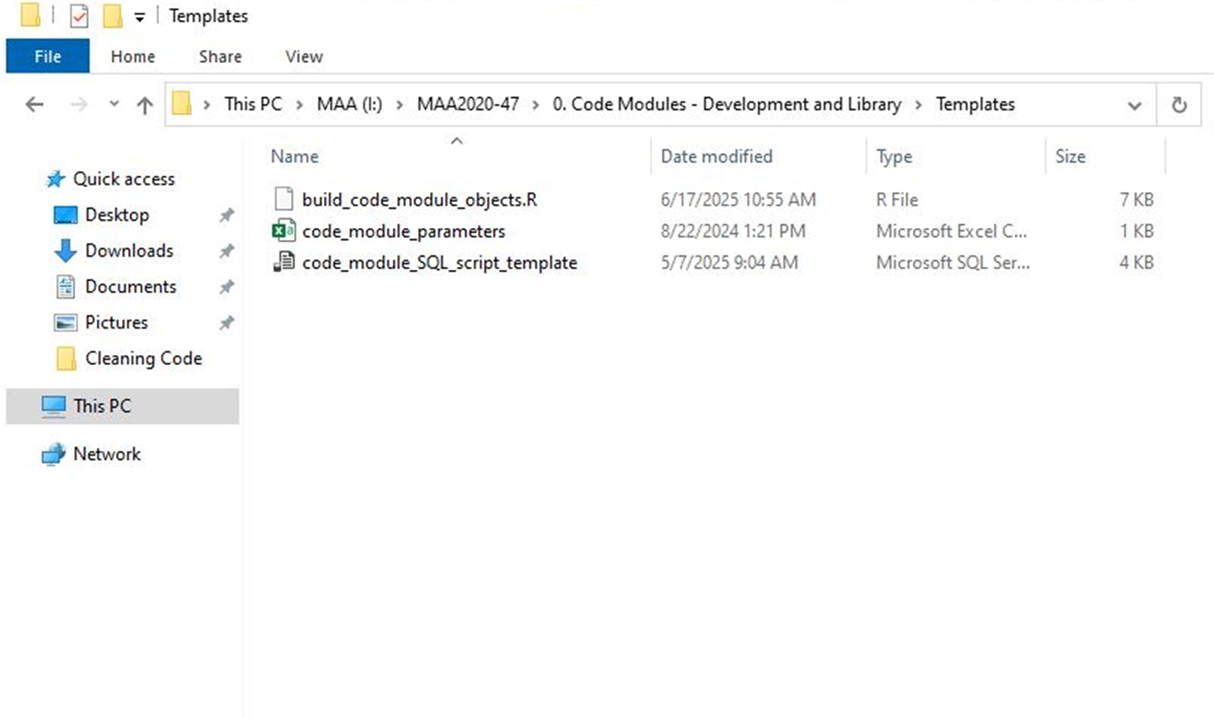 Templates
File Home Share View
This PC > MAA (I:) > MAA2020-47 > 0. Code Modules - Development and Library > Templates
Name Date modified Type Size
Quick access
Desktop
Downloads
Documents
Pictures
Cleaning Code
This PC
Network
build_code_module_objects.R 6/17/2025 10:55 AM R File 7 KB
code_module_parameters 8/22/2024 1:21 PM Microsoft Excel C... 1 KB
code_module_SQL_script_template 5/7/2025 9:04 AM Microsoft SQL Ser... 4 KB